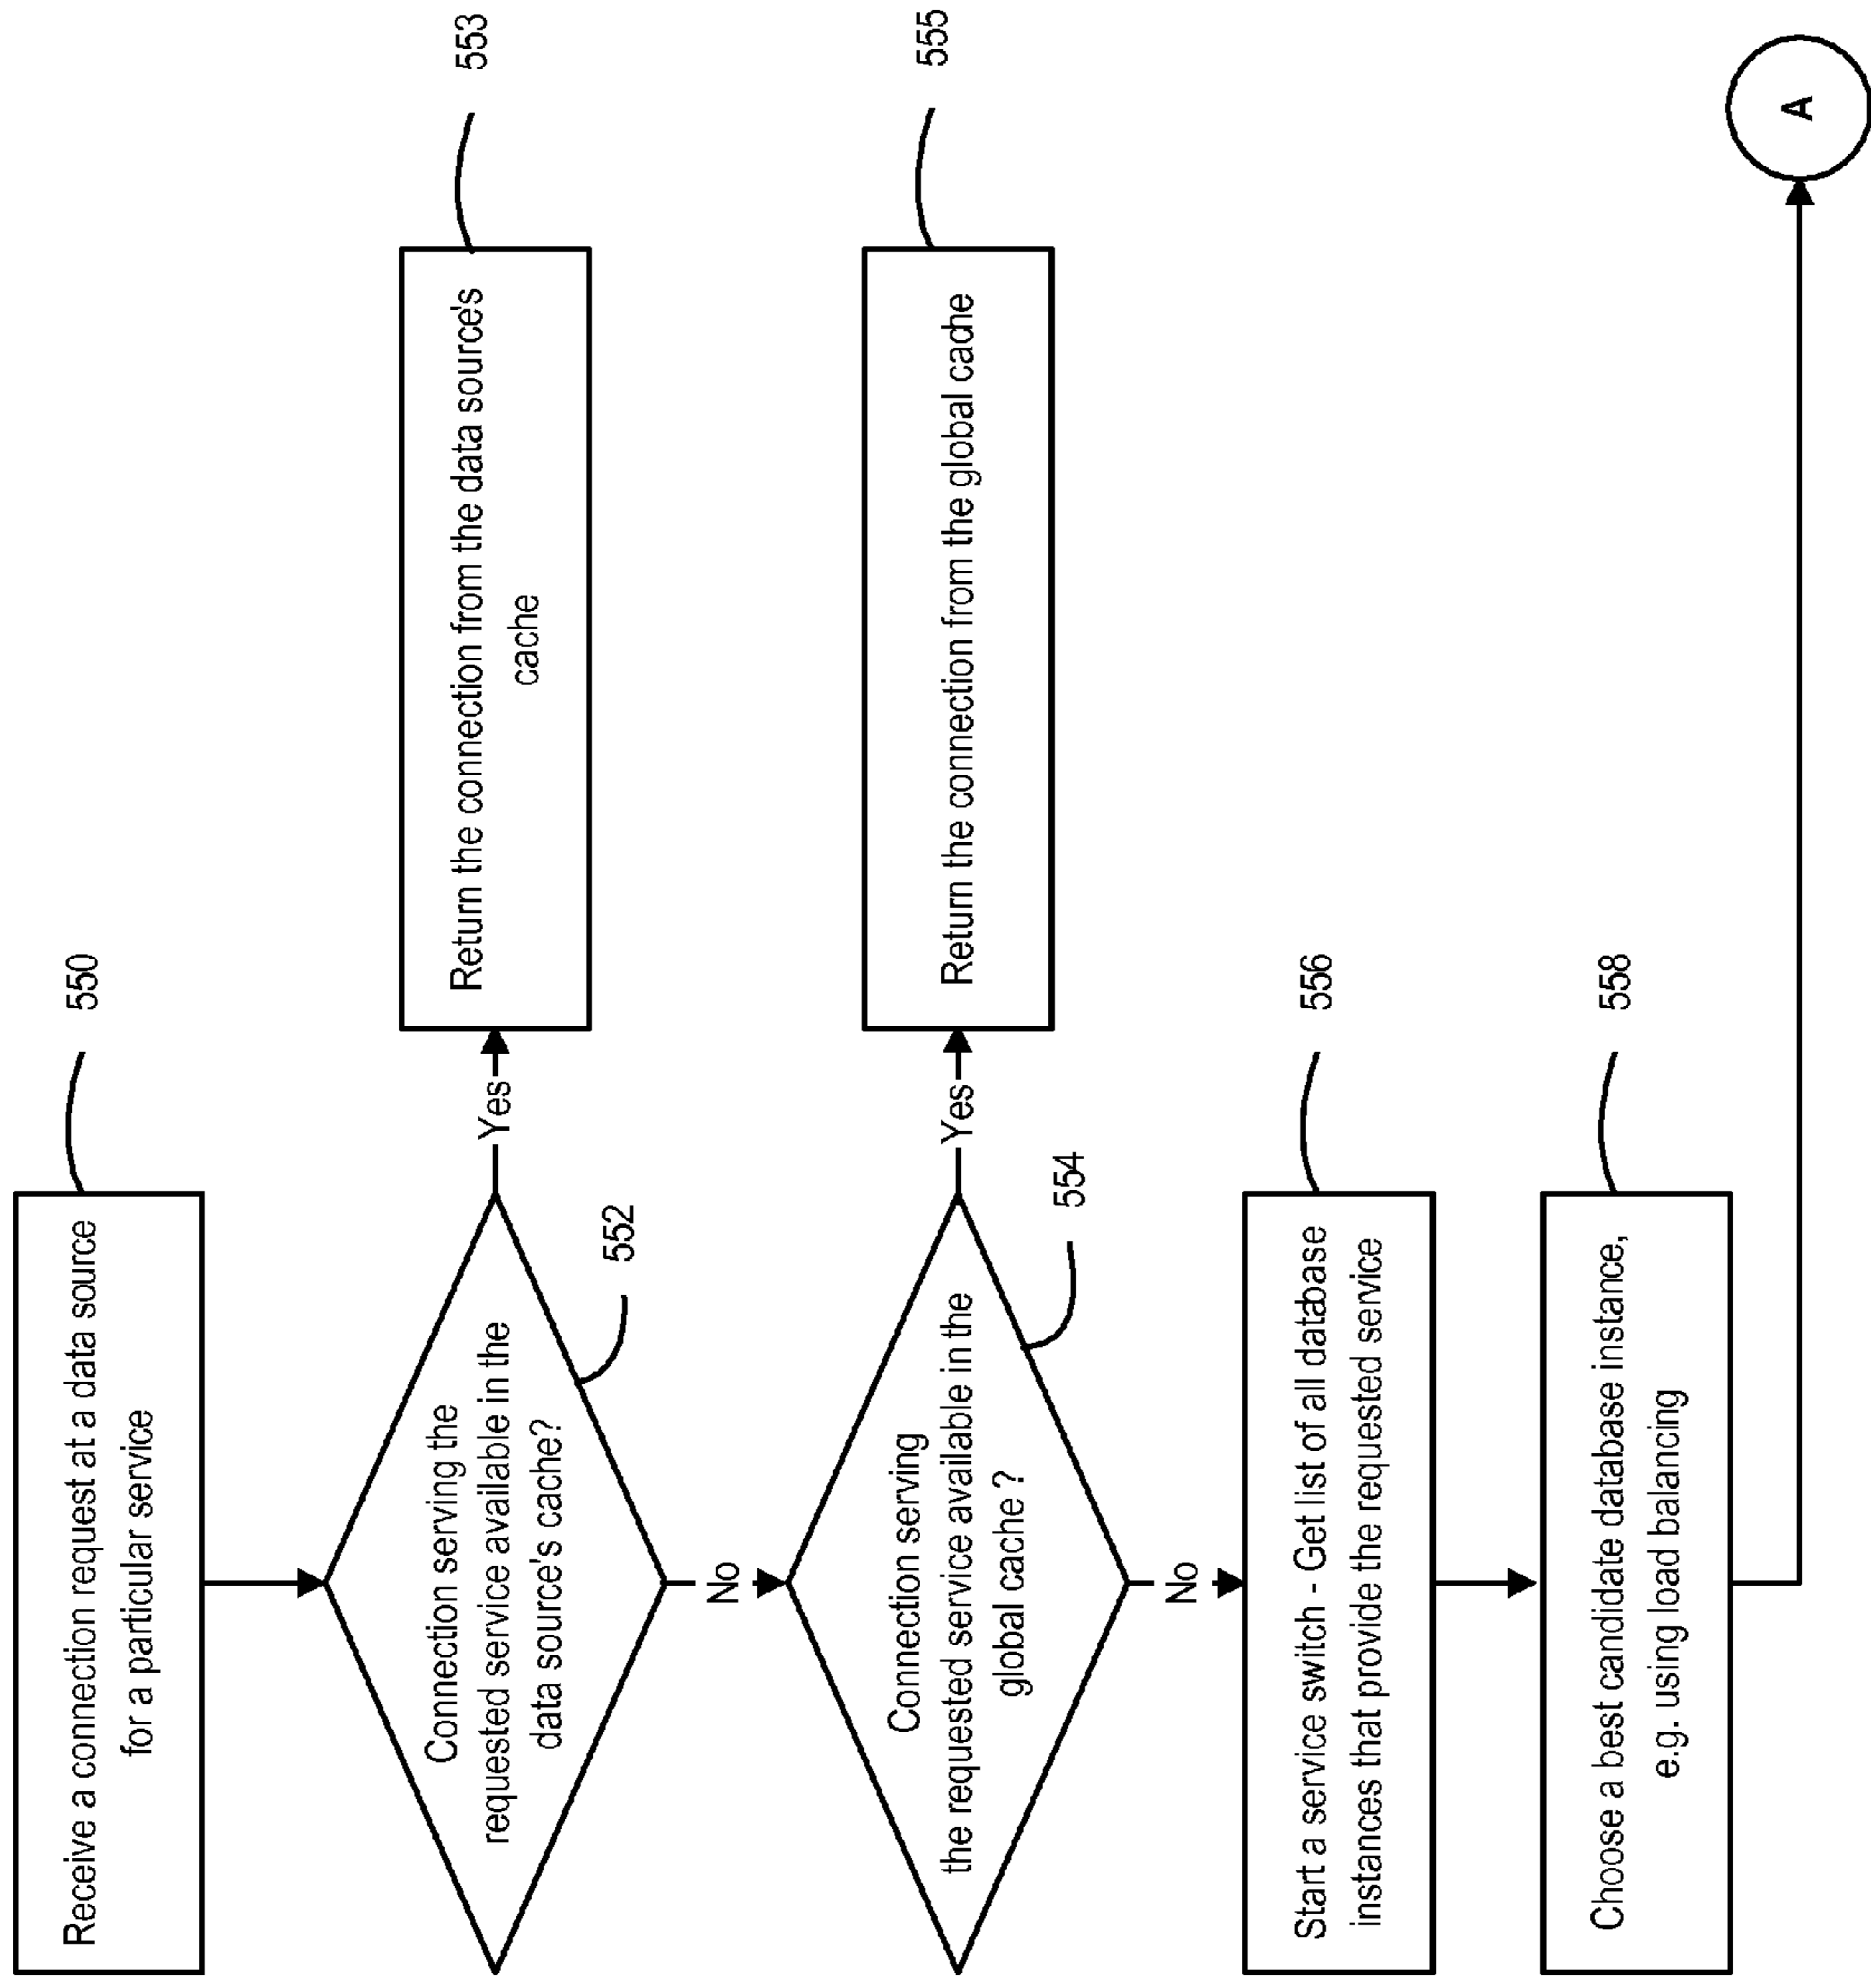 550
Receive a connection request at a data source
for a particular service
Connection serving the
requested service available in the
data source's cache?
552
Yes
Return the connection from the data source's
cache
553
No
Connection serving
the requested service available in the
global cache ?
554
Yes
Return the connection from the global cache
555
No
Start a service switch - Get list of all database
instances that provide the requested service
556
Choose a best candidate database instance,
e.g. using load balancing
558
A